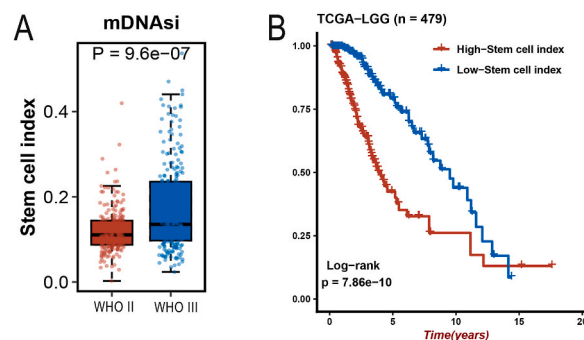 A
mDNAsi
P = 9.6e−07
Stem cell index
0.4
0.2
0.0
WHO II
WHO III
B
TCGA−LGG (n = 479)
High−Stem cell index
Low−Stem cell index
1.00
0.75
0.50
0.25
0.00
Log−rank
p = 7.86e−10
0
5
10
15
20
Time(years)